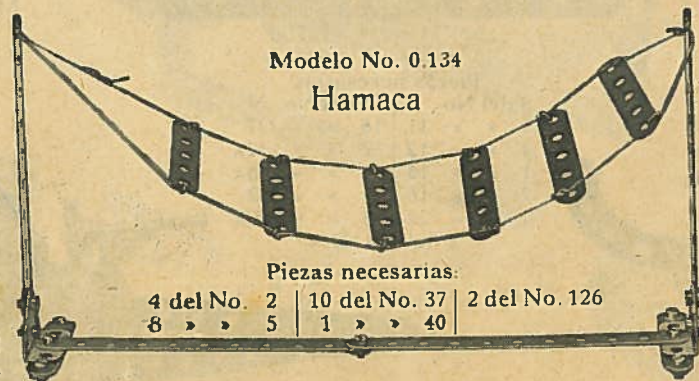 Modelo No. 0.134
Hamaca
Piezas necesarias:
4 del No. 2 | 10 del No. 37 | 2 del No. 126
8 » » 5 | 1 » » 40 |